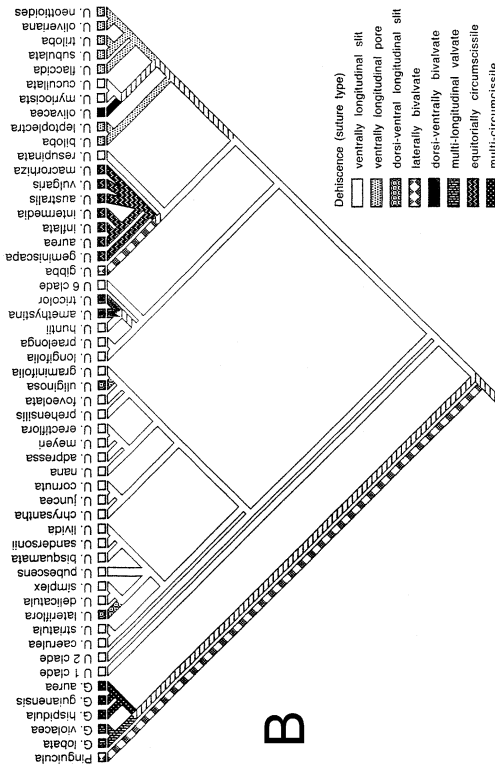 U. neottioides
U. oliveriana
U. triloba
U. subulata
U. flaccida
U. cucullata
U. myriocista
U. olivacea
U. leptoplectra
U. biloba
U. resupinata
U. macrorhiza
U. vulgaris
U. australis
U. intermedia
U. inflata
U. aurea
U. geminiscapa
U. gibba
U 6 clade
U. tricolor
U. amethystina
U. huntii
U. praelonga
U. longifolia
U. graminifolia
U. uliginosa
U. foveolata
U. prehensilis
U. erectiflora
U. meyeri
U. appressa
U. nana
U. cornuta
U. juncea
U. chrysantha
U. livida
U. sandersonii
U. bisquamata
U. pubescens
U. simplex
U. delicatula
U. lateriflora
U. striatula
U. caerulea
U 2 clade
U 1 clade
G. aurea
G. guianensis
G. hispidula
G. violacea
G. lobata
Pinguicula
Dehiscence (suture type)
ventrally longitudinal slit
ventrally longitudinal pore
dorsi-ventral longitudinal slit
laterally bivalvate
dorsi-ventrally bivalvate
multi-longitudinal valvate
equitorially circumscissile
multi-circumcissile
B